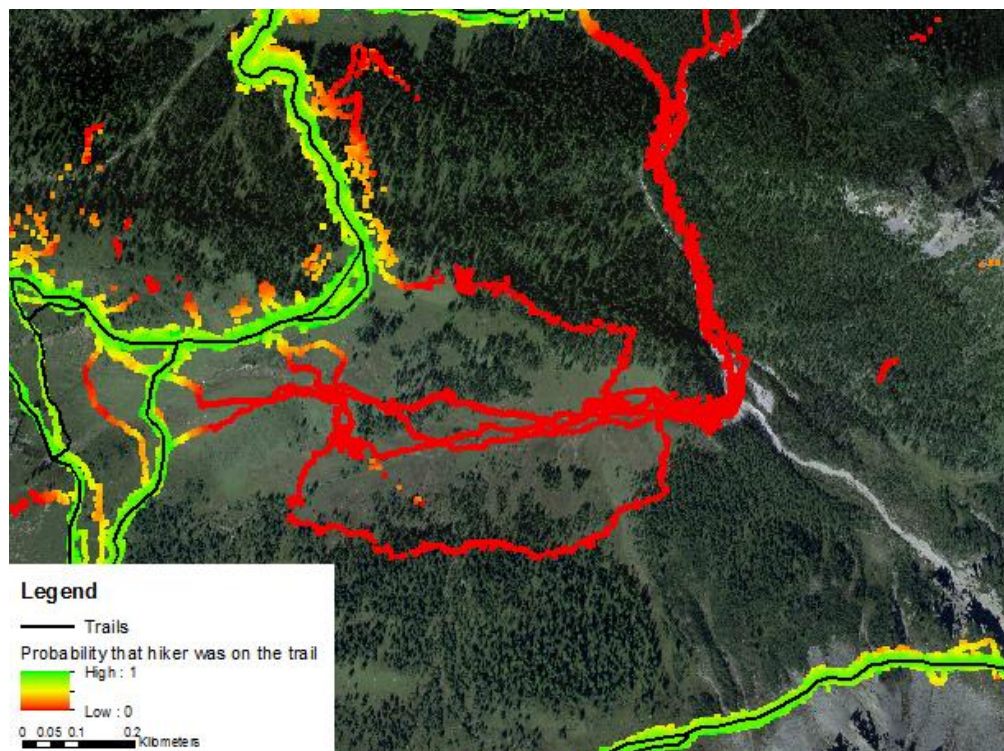 Legend
Trails
Probability that hiker was on the trail
High : 1
Low : 0
0 0.05 0.1 0.2
Kilometers